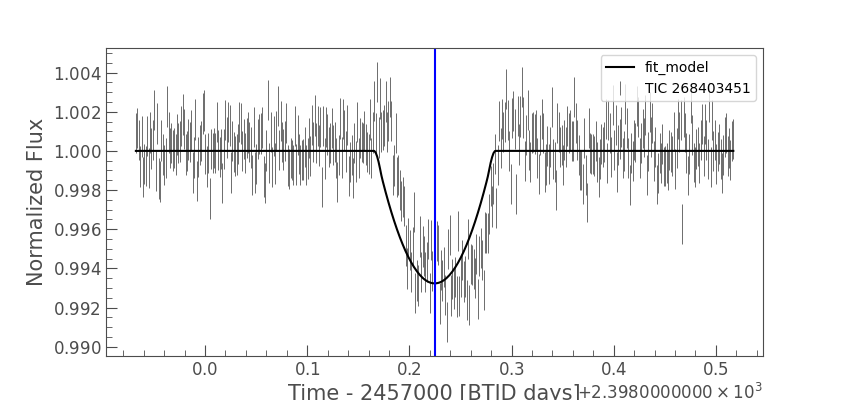 1.004
1.002
1.000
0.998
0.996
0.994
0.992
0.990
Normalized Flux
fit_model
TIC 268403451
0.0 0.1 0.2 0.3 0.4 0.5
Time - 2457000 [BTJD days]
+2.3980000000 × 10³